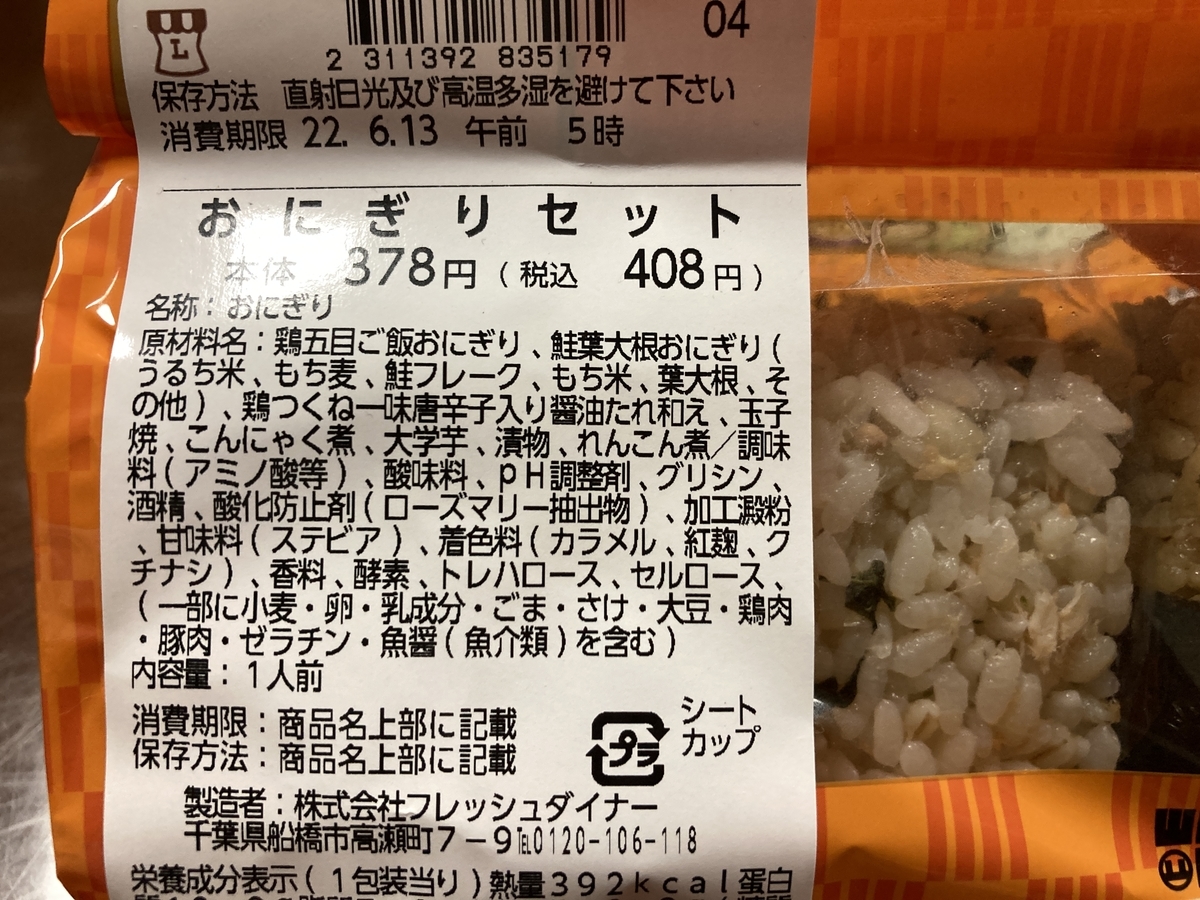 L
04
2 311392 835179
保存方法 直射日光及び高温多湿を避けて下さい
消費期限 22. 6.13 午前 5時
おにぎりセット
本体 378円 (税込 408円)
名称：おにぎり
原材料名：鶏五目ご飯おにぎり、鮭葉大根おにぎり(
うるち米、もち麦、鮭フレーク、もち米、葉大根、そ
の他)、鶏つくね一味唐辛子入り醤油たれ和え、玉子
焼、こんにゃく煮、大学芋、漬物、れんこん煮／調味
料(アミノ酸等)、酸味料、pH調整剤、グリシン、
酒精、酸化防止剤(ローズマリー抽出物)、加工澱粉
、甘味料(ステビア)、着色料(カラメル、紅麹、ク
チナシ)、香料、酵素、トレハロース、セルロース、
(一部に小麦・卵・乳成分・ごま・さけ・大豆・鶏肉
・豚肉・ゼラチン・魚醤(魚介類)を含む)
内容量：1人前
消費期限：商品名上部に記載
保存方法：商品名上部に記載
プラ
シート
カップ
製造者：株式会社フレッシュダイナー
千葉県船橋市高瀬町7－9℡0120-106-118
栄養成分表示(1包装当り)熱量392kcal蛋白